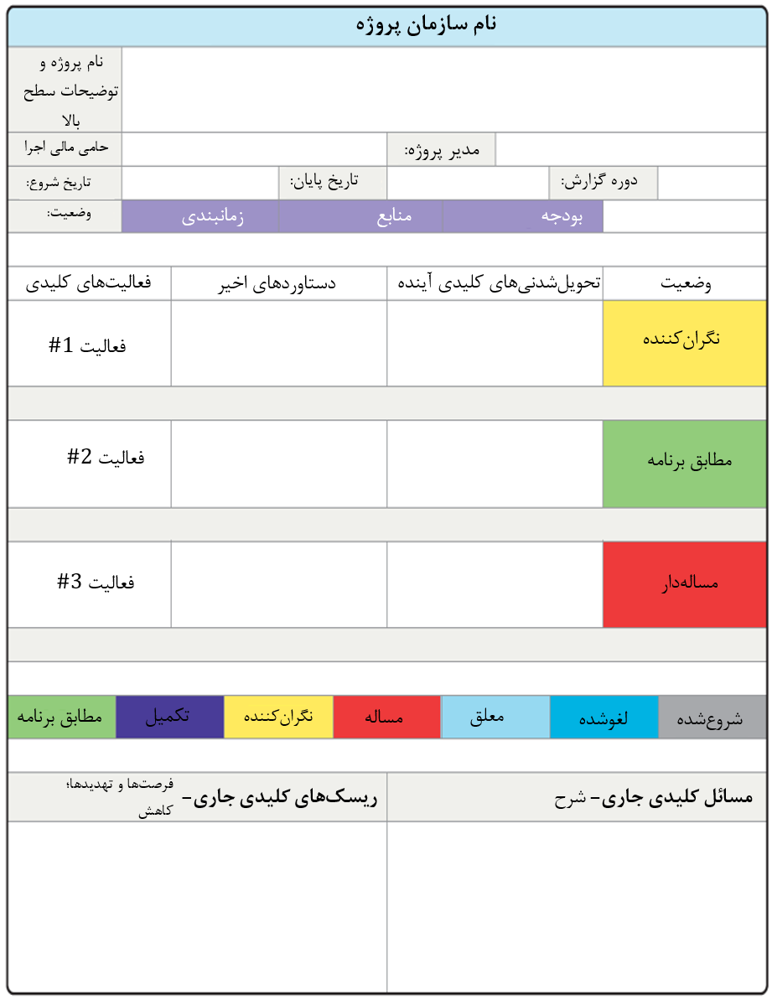 نام سازمان پروژه
نام پروژه و
توضیحات سطح
بالا
حامی مالی اجرا
مدیر پروژه:
تاریخ شروع:
تاریخ پایان:
دوره گزارش:
وضعیت:
زمانبندی
منابع
بودجه
فعالیت‌های کلیدی
دستاوردهای اخیر
تحویل‌شدنی‌های کلیدی آینده
وضعیت
فعالیت 1#
نگران‌کننده
فعالیت 2#
مطابق برنامه
فعالیت 3#
مساله‌دار
مطابق برنامه
تکمیل
نگران‌کننده
مساله
معلق
لغوشده
شروع‌شده
مسائل کلیدی جاری- شرح
ریسک‌های کلیدی جاری- فرصت‌ها و تهدیدها؛
کاهش